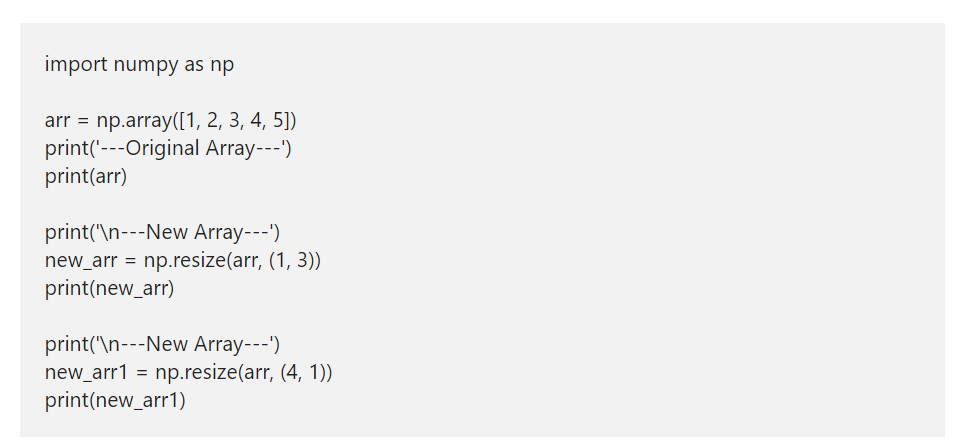 import numpy as np
arr = np.array([1, 2, 3, 4, 5])
print('---Original Array---')
print(arr)
print('\n---New Array---')
new_arr = np.resize(arr, (1, 3))
print(new_arr)
print('\n---New Array---')
new_arr1 = np.resize(arr, (4, 1))
print(new_arr1)